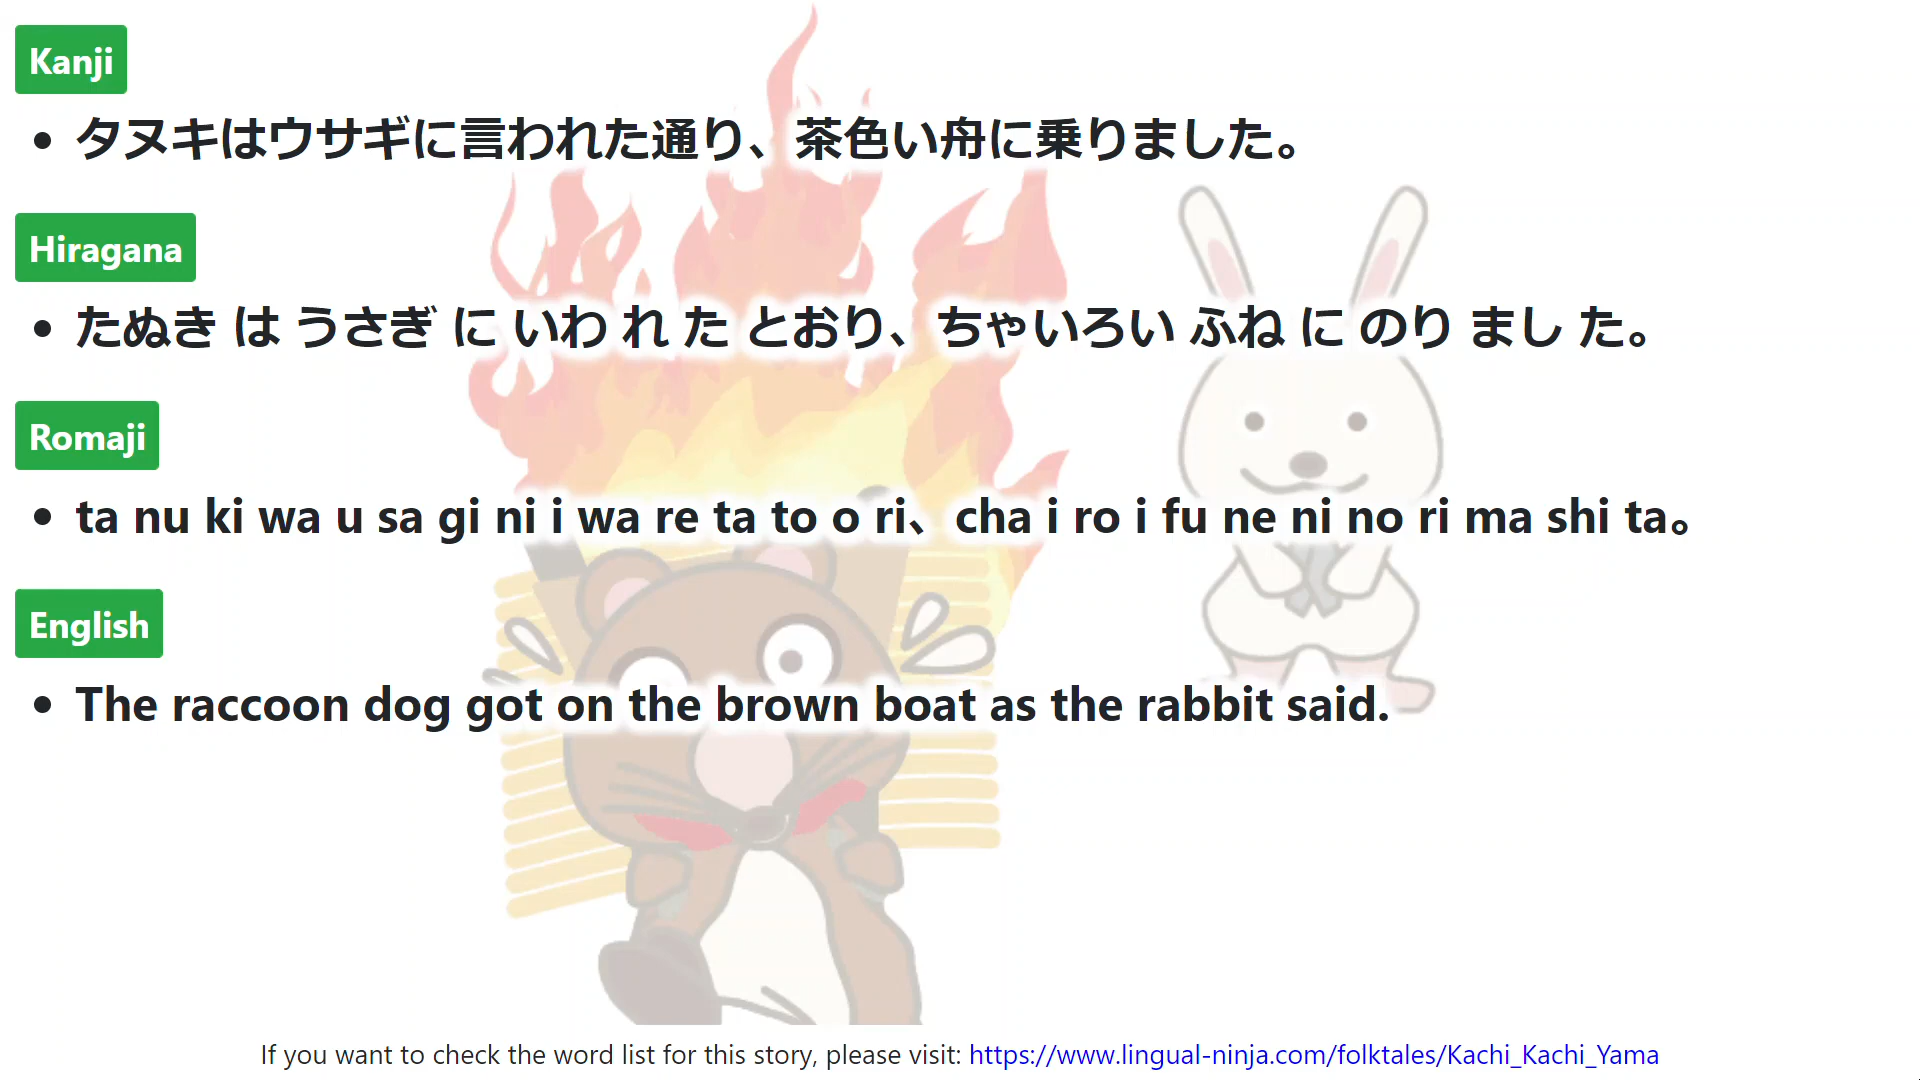 Kanji
• タヌキはウサギに言われた通り、茶色い舟に乗りました。
Hiragana
• たぬき は うさぎ に いわ れ た とおり、ちゃいろい ふね に のり まし た。
Romaji
• ta nu ki wa u sa gi ni i wa re ta to o ri、cha i ro i fu ne ni no ri ma shi ta。
English
• The raccoon dog got on the brown boat as the rabbit said.
If you want to check the word list for this story, please visit: https://www.lingual-ninja.com/folktales/Kachi_Kachi_Yama